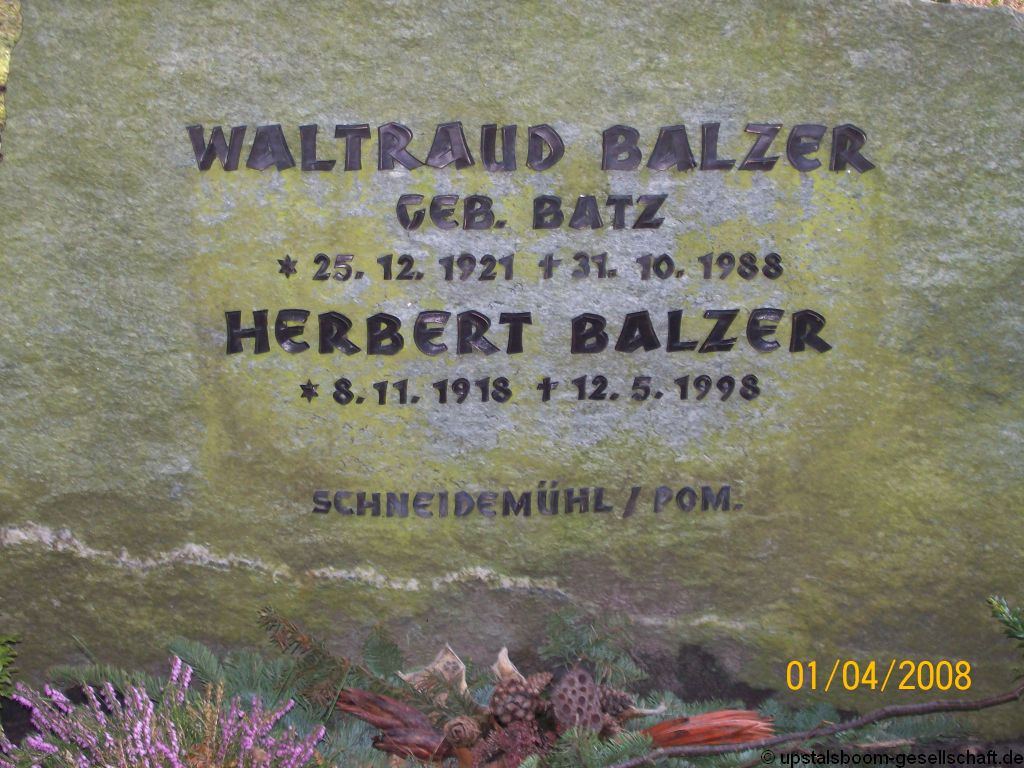 WALTRAUD BALZER
GEB. BATZ
* 25. 12. 1921 † 31. 10. 1988
HERBERT BALZER
* 8. 11. 1918 † 12. 5. 1998
SCHNEIDEMÜHL / POM.
01/04/2008
© upstalsboom-gesellschaft.de